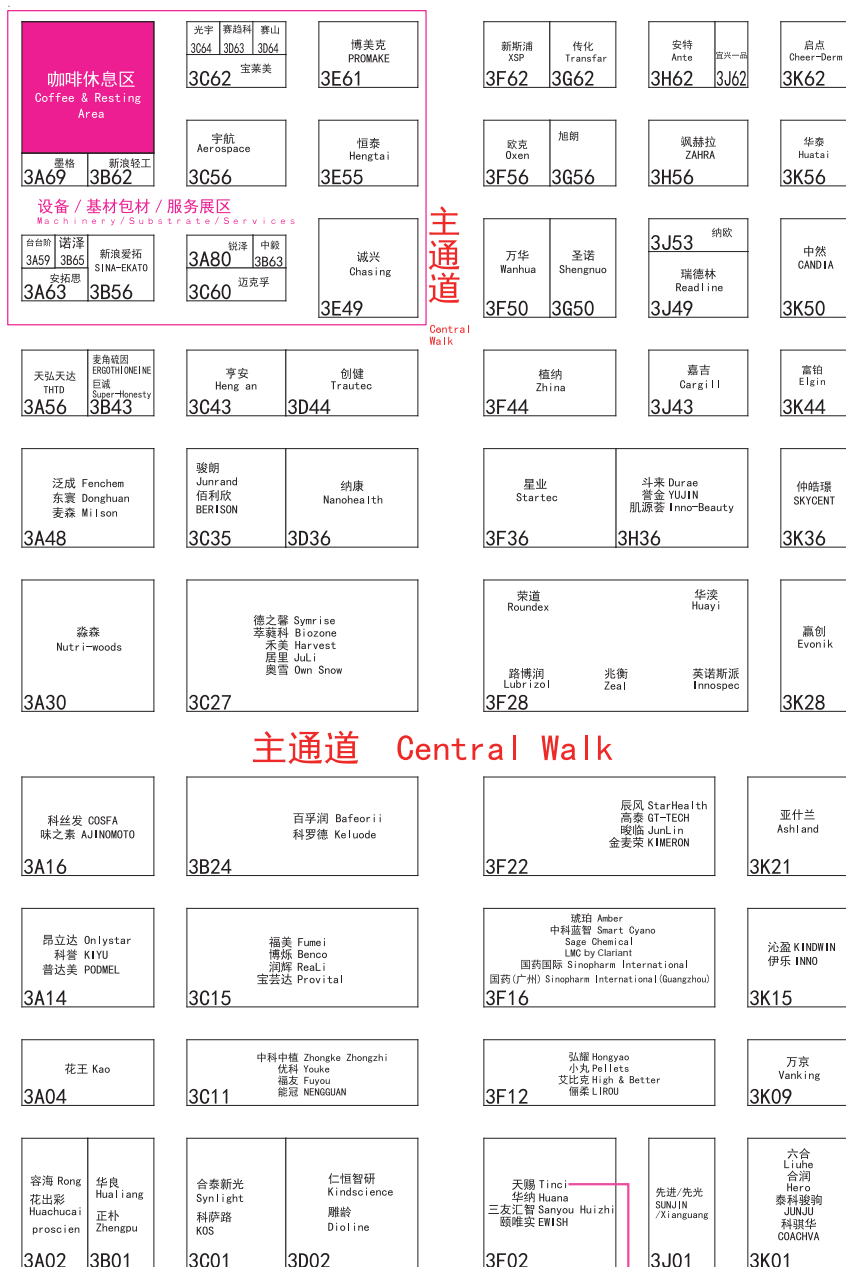 咖啡休息区
Coffee & Resting
Area
墨格
3A69
新浪轻工
3B62
光宇
3C64
赛趋科
3D63
赛山
3D64
宝莱美
3C62
博美克
PROMAKE
3E61
宇航
Aerospace
3C56
恒泰
Hengtai
3E55
设备 / 基材包材 / 服务展区
Machinery/Substrate/Services
台台阶
3A59
诺泽
3B65
安拓思
3A63
新浪爱拓
SINA-EKATO
3B56
锐泽
3A80
中毅
3B63
迈克孚
3C60
诚兴
Chasing
3E49
主通道
Central
Walk
新斯浦
XSP
3F62
传化
Transfar
3G62
安特
Ante
3H62
宜兴一品
3J62
启点
Cheer-Derm
3K62
欧克
Oxen
3F56
旭朗
3G56
飒赫拉
ZAHRA
3H56
华泰
Huatai
3K56
万华
Wanhua
3F50
圣诺
Shengnuo
3G50
纳欧
3J53
瑞德林
Readline
3J49
中然
CANDIA
3K50
天弘天达
THTD
3A56
麦角硫因
ERGOTHIONEINE
巨诚
Super-Honesty
3B43
亨安
Heng an
3C43
创健
Trautec
3D44
植纳
Zhina
3F44
嘉吉
Cargill
3J43
富铂
Elgin
3K44
泛成 Fenchem
东寰 Donghuan
麦森 Milson
3A48
骏朗
Junrand
佰利欣
BERISON
3C35
纳康
Nanohealth
3D36
星业
Startec
3F36
斗来 Durae
誉金 YUJIN
肌源荟 Inno-Beauty
3H36
仲皓璟
SKYCENT
3K36
淼森
Nutri-woods
3A30
德之馨 Symrise
萃蕤科 Biozone
禾美 Harvest
居里 JuLi
奥雪 Own Snow
3C27
荣道
Roundex
华渎
Huayi
路博润
Lubrizol
兆衡
Zeal
英诺斯派
Innospec
3F28
赢创
Evonik
3K28
主通道 Central Walk
科丝发 COSFA
味之素 AJINOMOTO
3A16
百孚润 Bafeorii
科罗德 Keluode
3B24
辰风 StarHealth
高泰 GT-TECH
晙临 JunLin
金麦荣 KIMERON
3F22
亚什兰
Ashland
3K21
昂立达 Onlystar
科誉 KIYU
普达美 PODMEL
3A14
福美 Fumei
博烁 Benco
润辉 ReaLi
宝芸达 Provital
3C15
琥珀 Amber
中科蓝智 Smart Cyano
Sage Chemical
LMC by Clariant
国药国际 Sinopharm International
国药(广州) Sinopharm International(Guangzhou)
3F16
沁盈 KINDWIN
伊乐 INNO
3K15
花王 Kao
3A04
中科中植 Zhongke Zhongzhi
优科 Youke
福友 Fuyou
能冠 NENGGUAN
3C11
弘耀 Hongyao
小丸 Pellets
艾比克 High & Better
俪柔 LIROU
3F12
万京
Vanking
3K09
容海 Rong
花出彩
Huachucai
proscien
3A02
华良
Hualiang
正朴
Zhengpu
3B01
合泰新光
Synlight
科萨路
KOS
3C01
仁恒智研
Kindscience
雕龄
Dioline
3D02
天赐 Tinci
华纳 Huana
三友汇智 Sanyou Huizhi
颐唯实 EWISH
3F02
先进/先光
SUNJIN
/Xianguang
3J01
六合
Liuhe
合润
Hero
泰科骏驹
JUNJU
科骐华
COACHVA
3K01